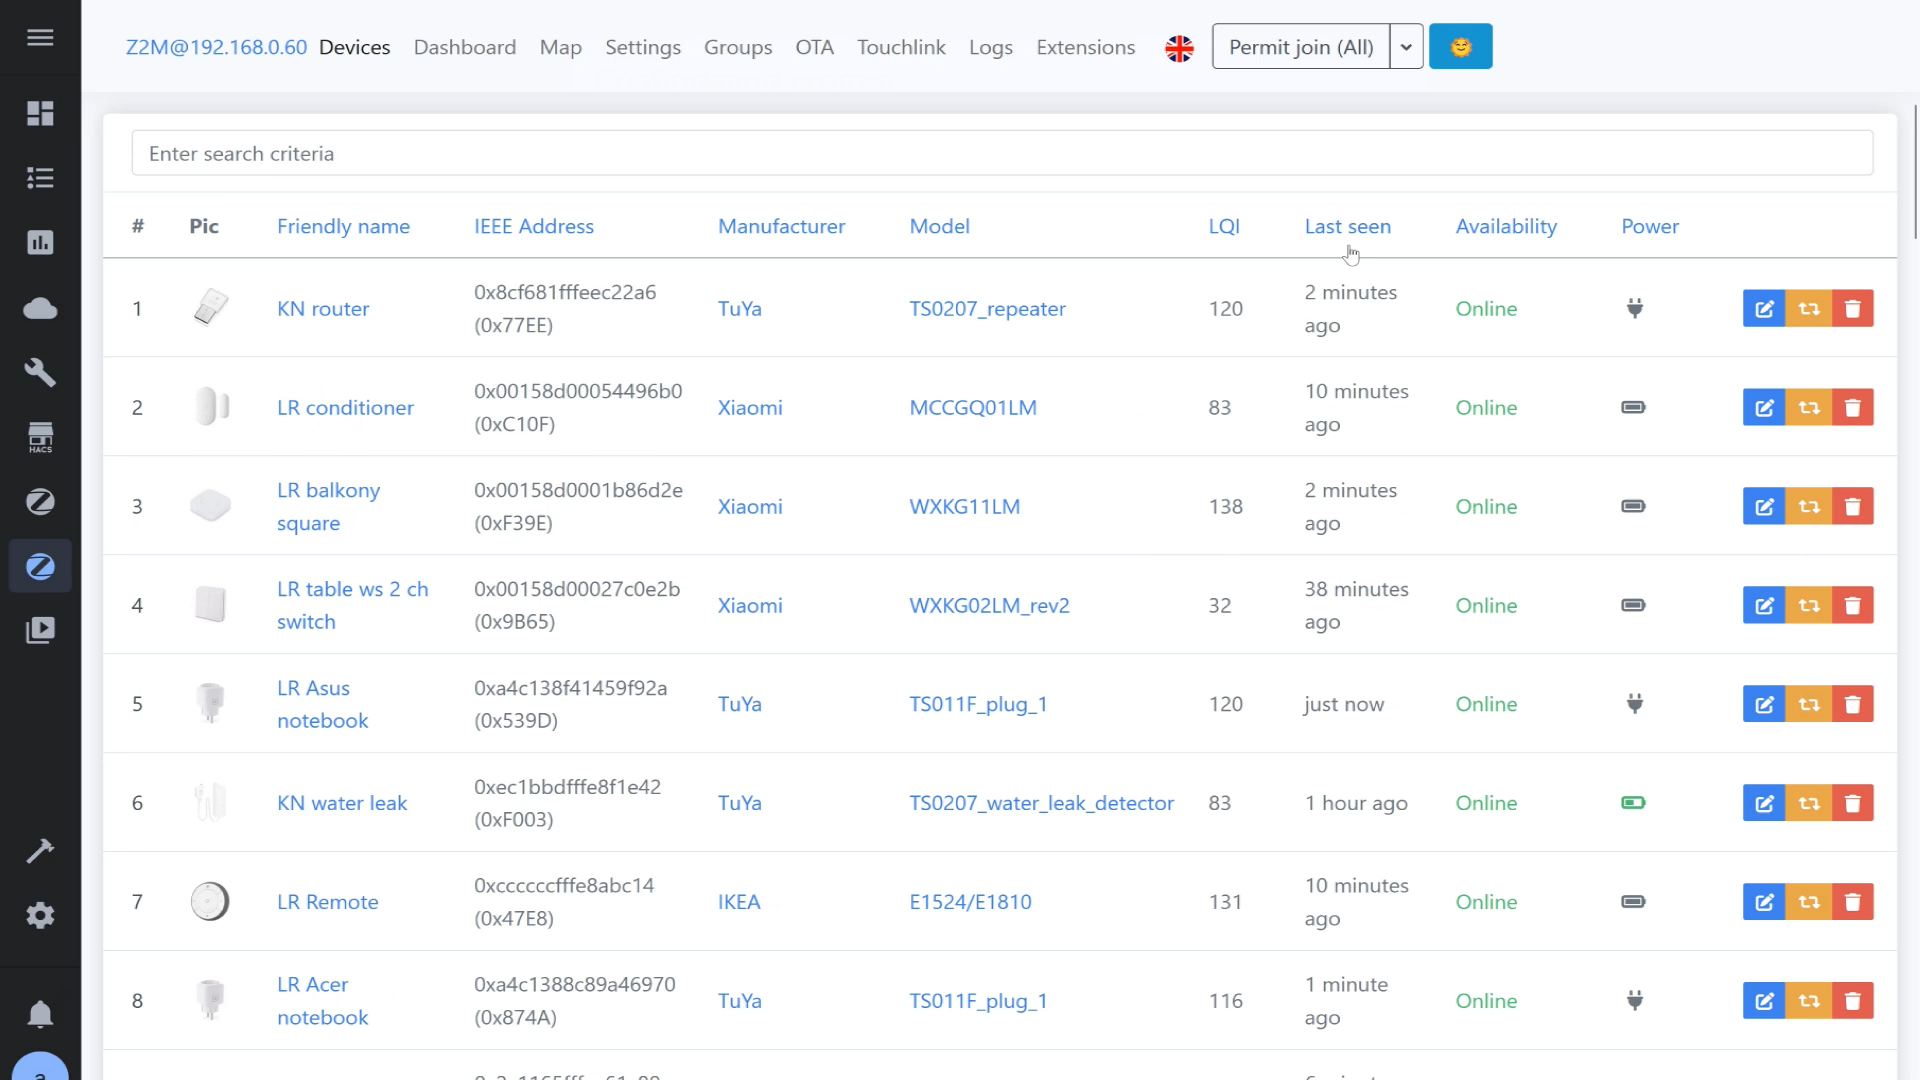 Z2M@192.168.0.60 Devices Dashboard Map Settings Groups OTA Touchlink Logs Extensions Permit join (All)
Enter search criteria
# Pic Friendly name IEEE Address Manufacturer Model LQI Last seen Availability Power
1 KN router 0x8cf681fffeec22a6 (0x77EE) TuYa TS0207_repeater 120 2 minutes ago Online
2 LR conditioner 0x00158d00054496b0 (0xC10F) Xiaomi MCCGQ01LM 83 10 minutes ago Online
HACS
3 LR balkony square 0x00158d0001b86d2e (0xF39E) Xiaomi WXKG11LM 138 2 minutes ago Online
4 LR table ws 2 ch switch 0x00158d00027c0e2b (0x9B65) Xiaomi WXKG02LM_rev2 32 38 minutes ago Online
5 LR Asus notebook 0xa4c138f41459f92a (0x539D) TuYa TS011F_plug_1 120 just now Online
6 KN water leak 0xec1bbdfffe8f1e42 (0xF003) TuYa TS0207_water_leak_detector 83 1 hour ago Online
7 LR Remote 0xccccccfffe8abc14 (0x47E8) IKEA E1524/E1810 131 10 minutes ago Online
8 LR Acer notebook 0xa4c1388c89a46970 (0x874A) TuYa TS011F_plug_1 116 1 minute ago Online